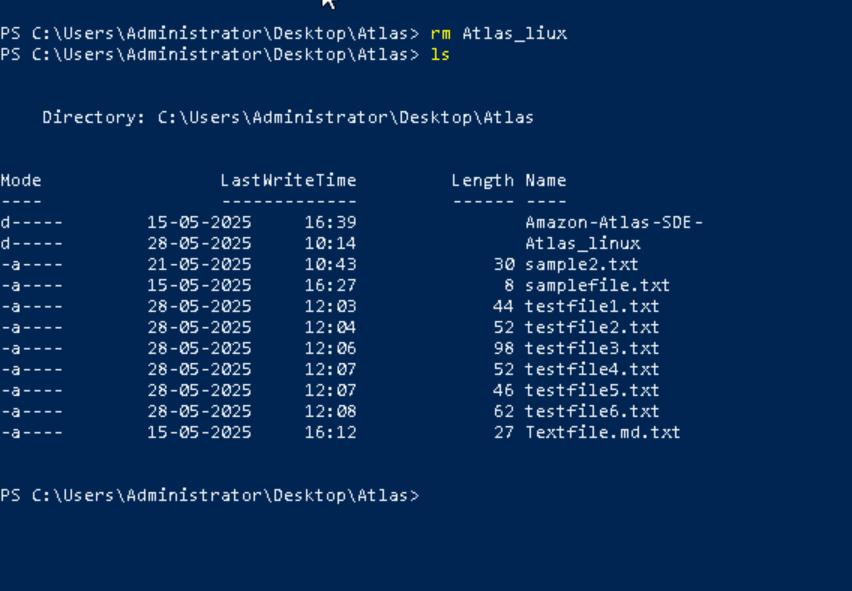 PS C:\Users\Administrator\Desktop\Atlas> rm Atlas_liux
PS C:\Users\Administrator\Desktop\Atlas> ls
Directory: C:\Users\Administrator\Desktop\Atlas
Mode LastWriteTime Length Name
---- ------------- ------ ----
d----- 15-05-2025 16:39 Amazon-Atlas-SDE-
d----- 28-05-2025 10:14 Atlas_linux
-a---- 21-05-2025 10:43 30 sample2.txt
-a---- 15-05-2025 16:27 8 samplefile.txt
-a---- 28-05-2025 12:03 44 testfile1.txt
-a---- 28-05-2025 12:04 52 testfile2.txt
-a---- 28-05-2025 12:06 98 testfile3.txt
-a---- 28-05-2025 12:07 52 testfile4.txt
-a---- 28-05-2025 12:07 46 testfile5.txt
-a---- 28-05-2025 12:08 62 testfile6.txt
-a---- 15-05-2025 16:12 27 Textfile.md.txt
PS C:\Users\Administrator\Desktop\Atlas>